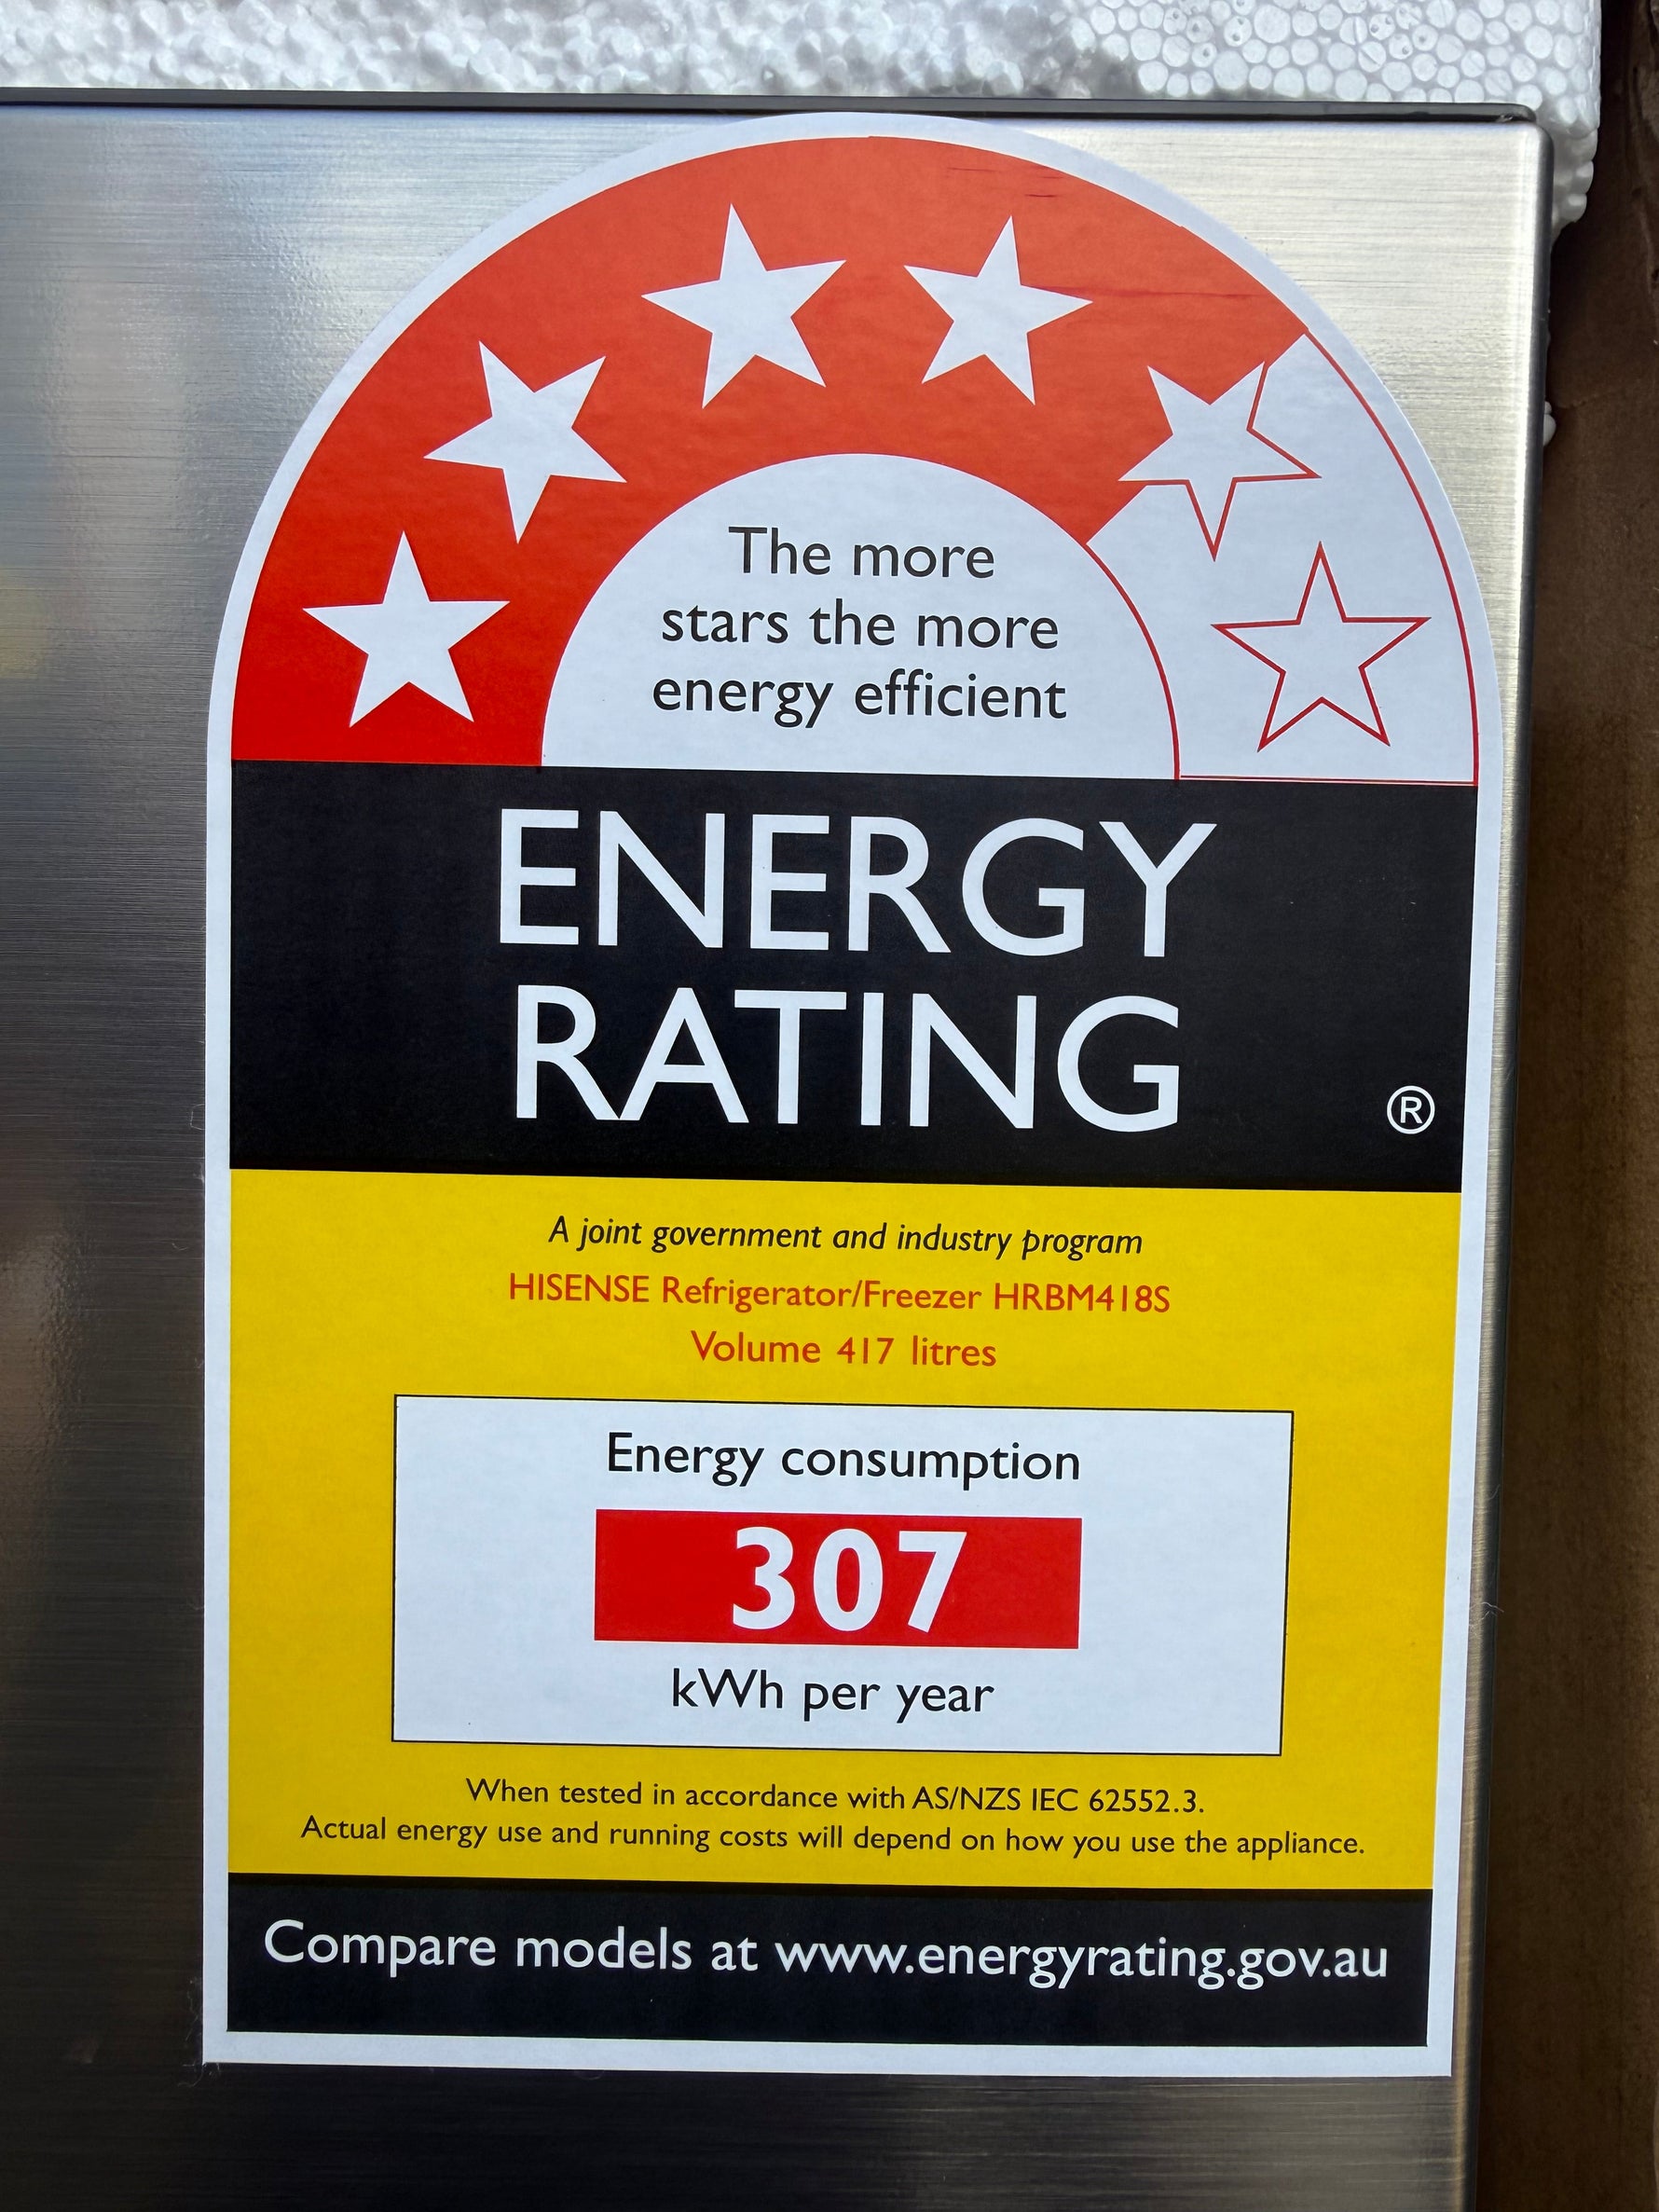 The more
stars the more
energy efficient
ENERGY
RATING
®
A joint government and industry program
HISENSE Refrigerator/Freezer HRBM418S
Volume 417 litres
Energy consumption
307
kWh per year
When tested in accordance with AS/NZS IEC 62552.3.
Actual energy use and running costs will depend on how you use the appliance.
Compare models at www.energyrating.gov.au